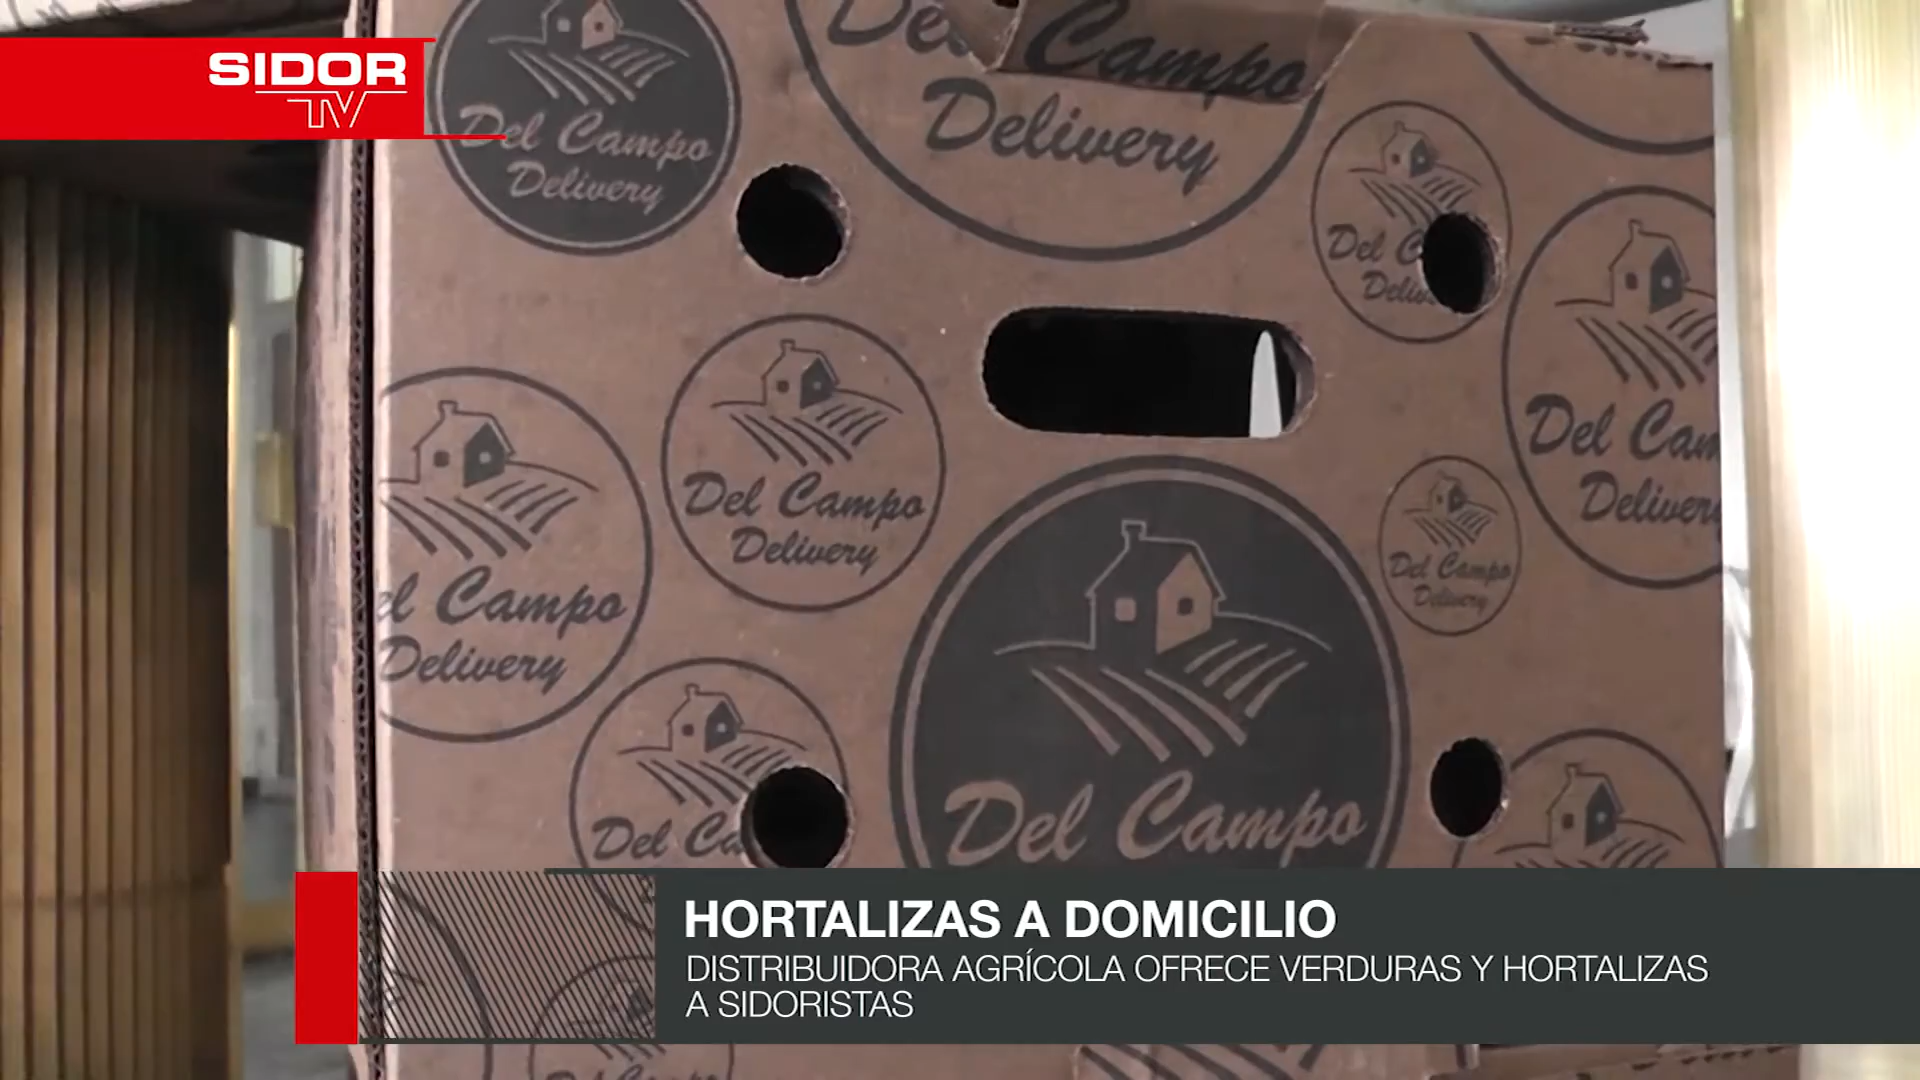 SIDOR
TV
Del Campo
Delivery
Campo
Delivery
Del
Del Campo
Delivery
Del Campo
Delivery
Campo
Delivery
Del
Delivery
Del Campo
Delivery
Del Campo
Del
HORTALIZAS A DOMICILIO
DISTRIBUIDORA AGRÍCOLA OFRECE VERDURAS Y HORTALIZAS
A SIDORISTAS